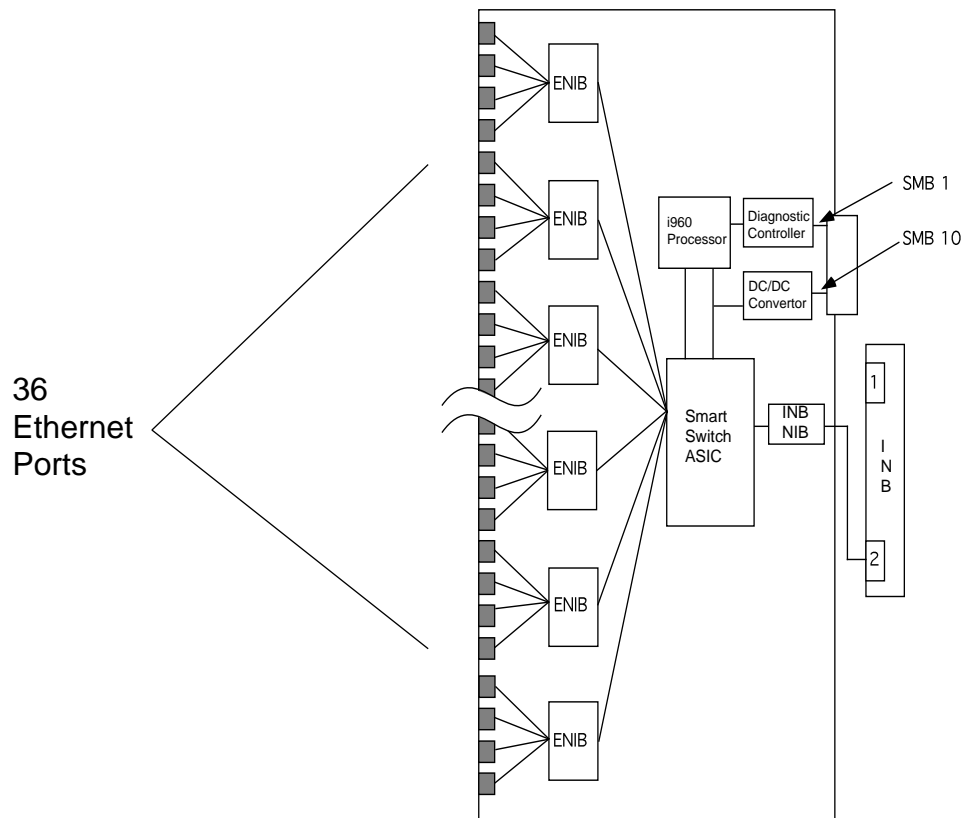 36
Ethernet
Ports
ENIB
ENIB
ENIB
ENIB
ENIB
ENIB
i960
Processor
Diagnostic
Controller
DC/DC
Convertor
SMB 1
SMB 10
Smart
Switch
ASIC
INB
NIB
1
I
N
B
2